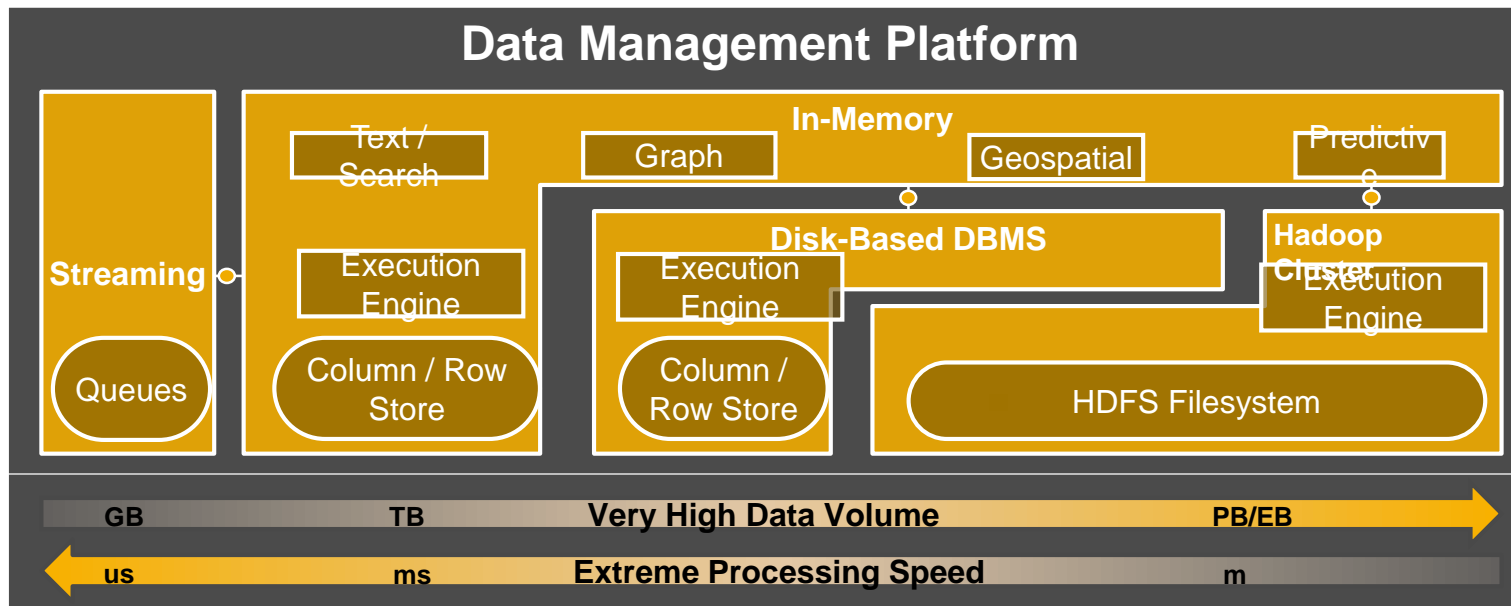 Data Management Platform
In-Memory
Text /
Search
Graph
Geospatial
Predictiv
e
Streaming
Execution
Engine
Queues
Column / Row
Store
Disk-Based DBMS
Execution
Engine
Column /
Row Store
Hadoop
Cluster
Execution
Engine
HDFS Filesystem
GB
TB
Very High Data Volume
PB/EB
us
ms
Extreme Processing Speed
m